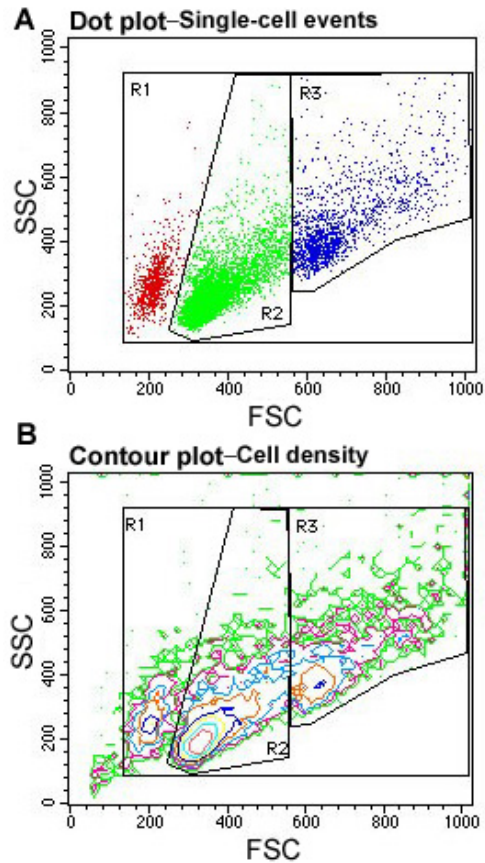 A Dot plot–Single-cell events
1000
800
600
400
200
0
SSC
R1
R3
R2
0 200 400 600 800 1000
FSC
B Contour plot–Cell density
1000
800
600
400
200
0
SSC
R1
R3
R2
0 200 400 600 800 1000
FSC